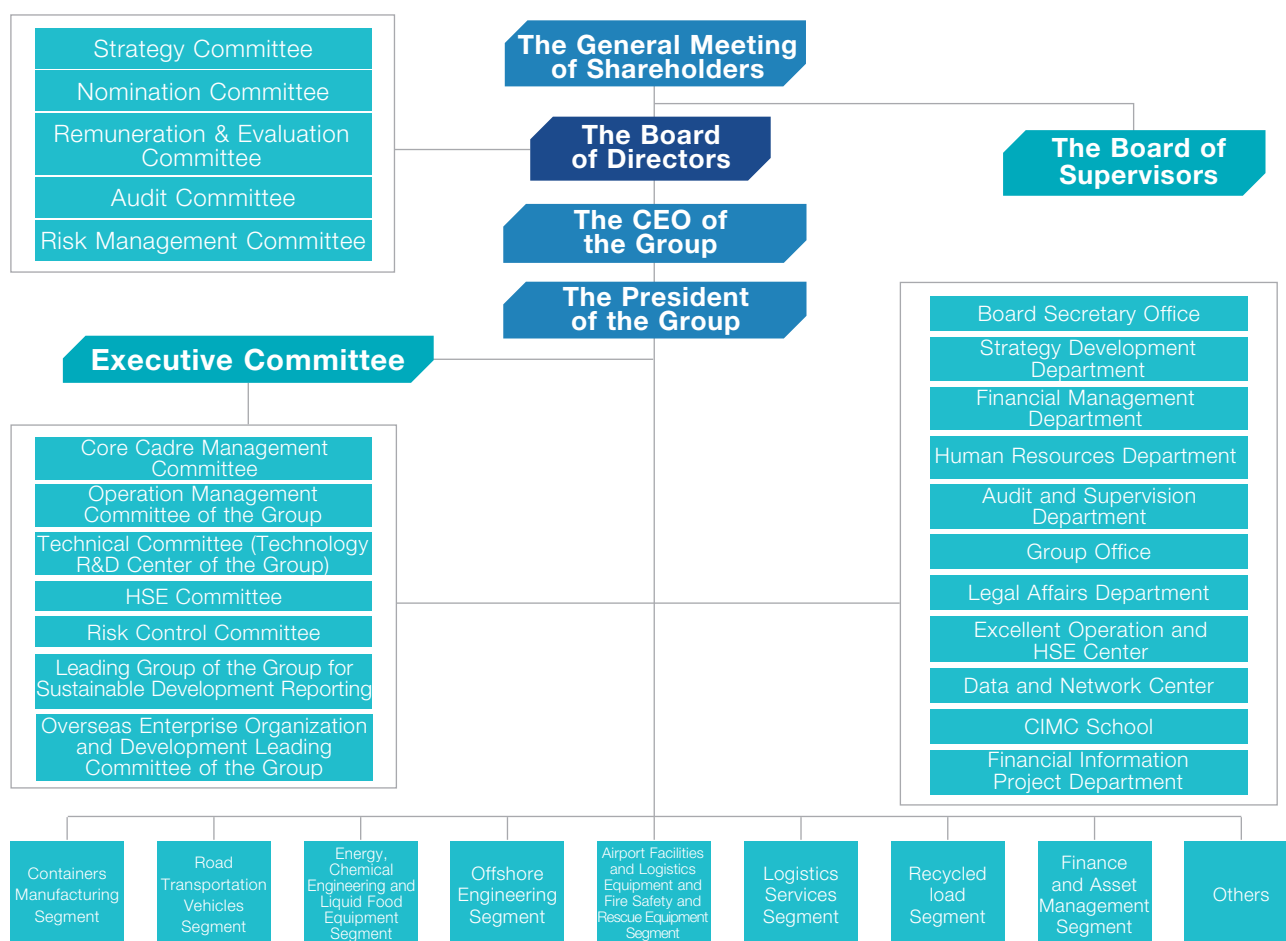 Strategy Committee
Nomination Committee
Remuneration & Evaluation
Committee
Audit Committee
Risk Management Committee
The General Meeting
of Shareholders
The Board
of Directors
The Board of
Supervisors
The CEO of
the Group
The President
of the Group
Executive Committee
Core Cadre Management
Committee
Operation Management
Committee of the Group
Technical Committee (Technology
R&D Center of the Group)
HSE Committee
Risk Control Committee
Leading Group of the Group for
Sustainable Development Reporting
Overseas Enterprise Organization
and Development Leading
Committee of the Group
Board Secretary Office
Strategy Development
Department
Financial Management
Department
Human Resources Department
Audit and Supervision
Department
Group Office
Legal Affairs Department
Excellent Operation and
HSE Center
Data and Network Center
CIMC School
Financial Information
Project Department
Containers
Manufacturing
Segment
Road
Transportation
Vehicles
Segment
Energy,
Chemical
Engineering and
Liquid Food
Equipment
Segment
Offshore
Engineering
Segment
Airport Facilities
and Logistics
Equipment and
Fire Safety and
Rescue Equipment
Segment
Logistics
Services
Segment
Recycled
load
Segment
Finance
and Asset
Management
Segment
Others